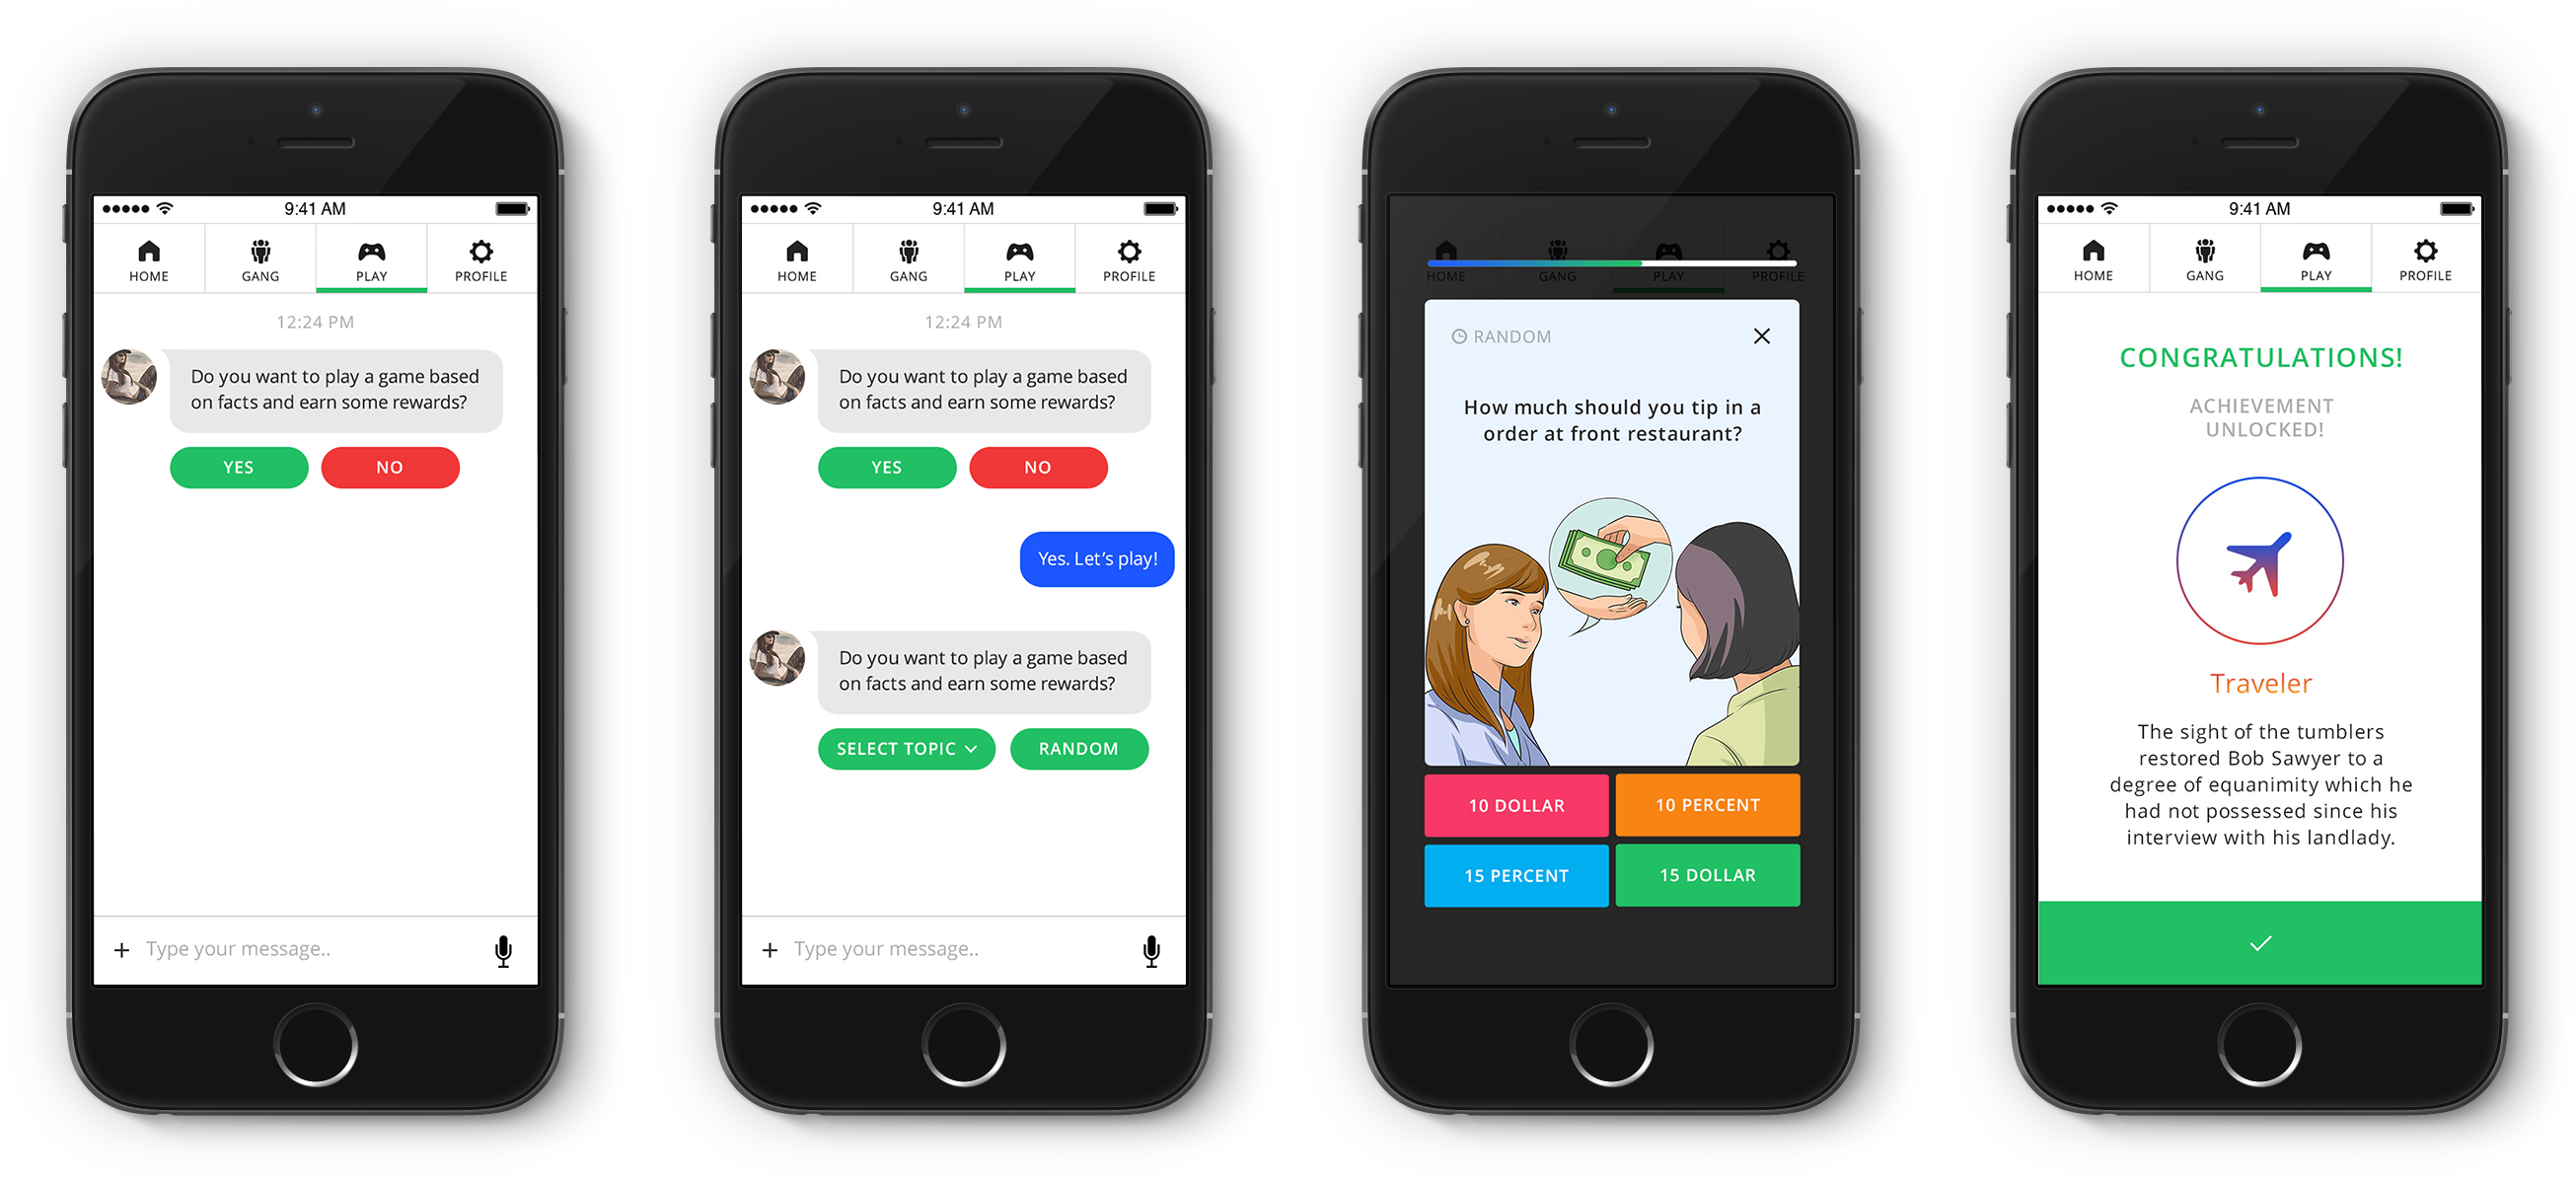 9:41 AM
HOME GANG PLAY PROFILE
12:24 PM
Do you want to play a game based
on facts and earn some rewards?
YES NO
+ Type your message..
9:41 AM
HOME GANG PLAY PROFILE
12:24 PM
Do you want to play a game based
on facts and earn some rewards?
YES NO
Yes. Let’s play!
Do you want to play a game based
on facts and earn some rewards?
SELECT TOPIC RANDOM
+ Type your message..
HOME GANG PLAY PROFILE
RANDOM
How much should you tip in a
order at front restaurant?
10 DOLLAR 10 PERCENT
15 PERCENT 15 DOLLAR
9:41 AM
HOME GANG PLAY PROFILE
CONGRATULATIONS!
ACHIEVEMENT
UNLOCKED!
Traveler
The sight of the tumblers
restored Bob Sawyer to a
degree of equanimity which he
had not possessed since his
interview with his landlady.